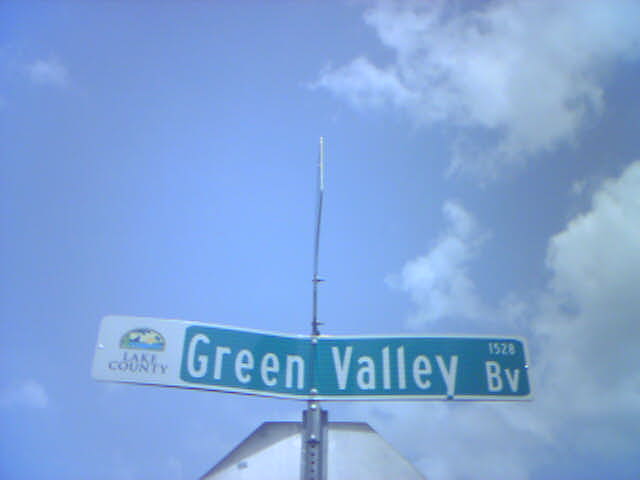 LAKE
COUNTY
Green Valley Bv
1528